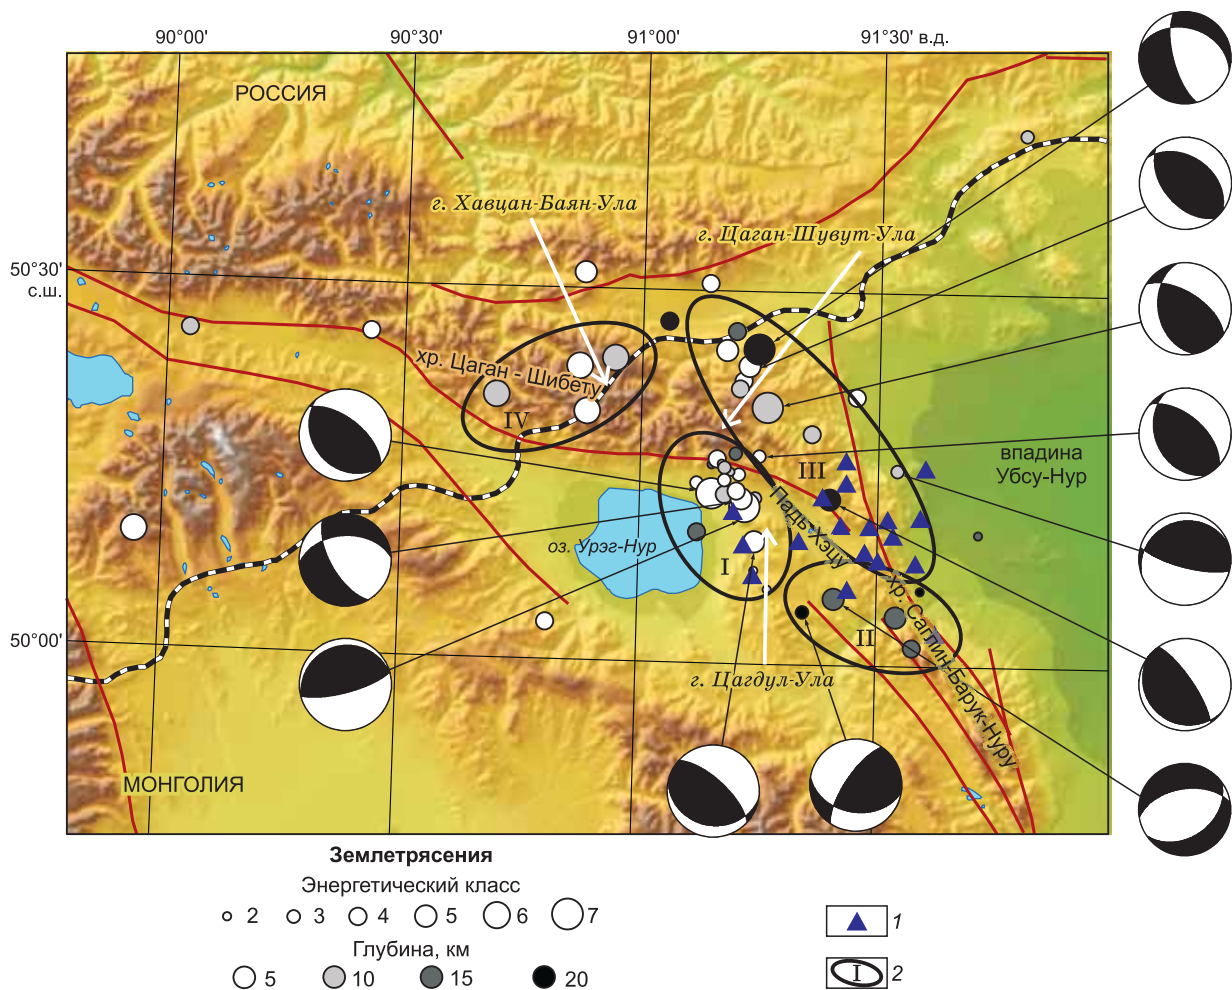 90°00'
90°30'
91°00'
91°30' в.д.
РОССИЯ
г. Хавцан-Баян-Ула
г. Цаган-Шувут-Ула
50°30'
с.ш.
хр. Цаган - Шибету
IV
III
впадина
Убсу-Нур
Падь-Хэцу
оз. Урэг-Нур
I
хр. Саглин-Барук-Нуру
II
50°00'
г. Цагдул-Ула
МОНГОЛИЯ
Землетрясения
Энергетический класс
2 3 4 5 6 7
Глубина, км
5 10 15 20
1
I 2